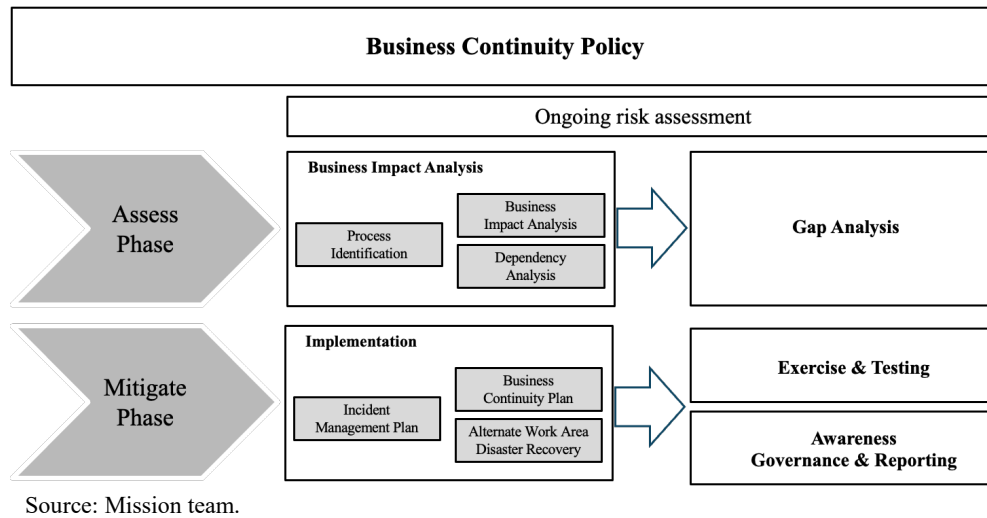 Business Continuity Policy
Ongoing risk assessment
Assess
Phase
Business Impact Analysis
Process
Identification
Business
Impact Analysis
Dependency
Analysis
Gap Analysis
Mitigate
Phase
Implementation
Incident
Management Plan
Business
Continuity Plan
Alternate Work Area
Disaster Recovery
Exercise & Testing
Awareness
Governance & Reporting
Source: Mission team.